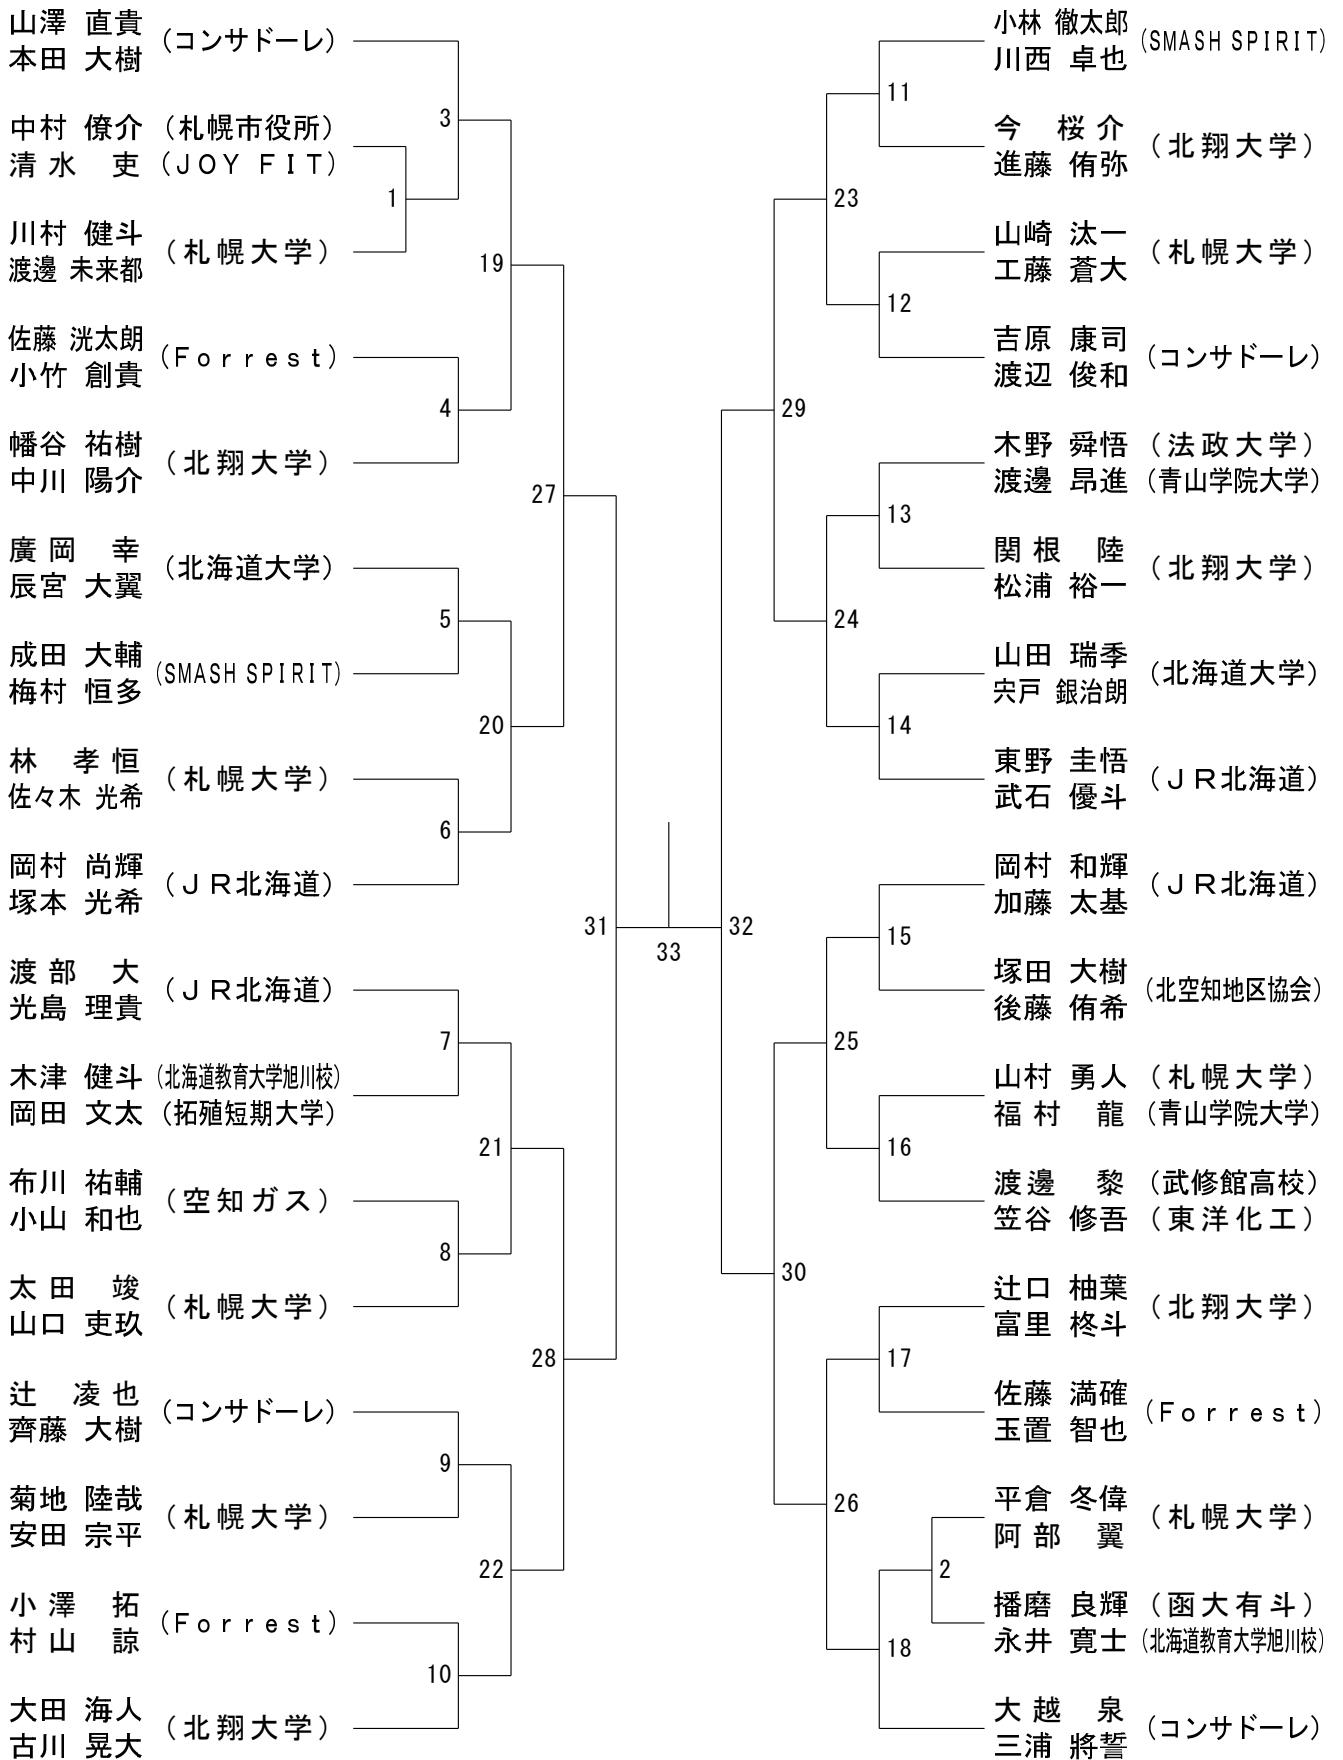 山澤 直貴 (コンサドーレ)
本田 大樹
中村 僚介 (札幌市役所)
清水 吏 (ＪＯＹ ＦＩＴ)
川村 健斗 (札幌大学)
渡邊 未来都
佐藤 洸太朗 (Ｆｏｒｒｅｓｔ)
小竹 創貴
幡谷 祐樹 (北翔大学)
中川 陽介
廣岡 幸 (北海道大学)
辰宮 大翼
成田 大輔 (SMASH SPIRIT)
梅村 恒多
林 孝恒 (札幌大学)
佐々木 光希
岡村 尚輝 (ＪＲ北海道)
塚本 光希
渡部 大 (ＪＲ北海道)
光島 理貴
木津 健斗 (北海道教育大学旭川校)
岡田 文太 (拓殖短期大学)
布川 祐輔 (空知ガス)
小山 和也
太田 竣 (札幌大学)
山口 吏玖
辻 凌也 (コンサドーレ)
齊藤 大樹
菊地 陸哉 (札幌大学)
安田 宗平
小澤 拓 (Ｆｏｒｒｅｓｔ)
村山 諒
大田 海人 (北翔大学)
古川 晃大
1
3
4
5
6
7
8
9
10
19
20
21
22
27
28
31
33
32
29
30
23
24
25
26
11
12
13
14
15
16
17
18
2
小林 徹太郎 (SMASH SPIRIT)
川西 卓也
今 桜介 (北翔大学)
進藤 侑弥
山崎 汰一 (札幌大学)
工藤 蒼大
吉原 康司 (コンサドーレ)
渡辺 俊和
木野 舜悟 (法政大学)
渡邊 昂進 (青山学院大学)
関根 陸 (北翔大学)
松浦 裕一
山田 瑞季 (北海道大学)
宍戸 銀治朗
東野 圭悟 (ＪＲ北海道)
武石 優斗
岡村 和輝 (ＪＲ北海道)
加藤 太基
塚田 大樹 (北空知地区協会)
後藤 侑希
山村 勇人 (札幌大学)
福村 龍 (青山学院大学)
渡邊 黎 (武修館高校)
笠谷 修吾 (東洋化工)
辻口 柚葉 (北翔大学)
富里 柊斗
佐藤 満確 (Ｆｏｒｒｅｓｔ)
玉置 智也
平倉 冬偉 (札幌大学)
阿部 翼
播磨 良輝 (函大有斗)
永井 寛士 (北海道教育大学旭川校)
大越 泉 (コンサドーレ)
三浦 將誓